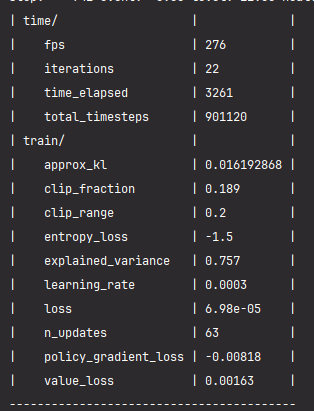 | time/ | |
| fps | 276 |
| iterations | 22 |
| time_elapsed | 3261 |
| total_timesteps | 901120 |
| train/ | |
| approx_kl | 0.016192868 |
| clip_fraction | 0.189 |
| clip_range | 0.2 |
| entropy_loss | -1.5 |
| explained_variance | 0.757 |
| learning_rate | 0.0003 |
| loss | 6.98e-05 |
| n_updates | 63 |
| policy_gradient_loss | -0.00818 |
| value_loss | 0.00163 |
-----------------------------------------